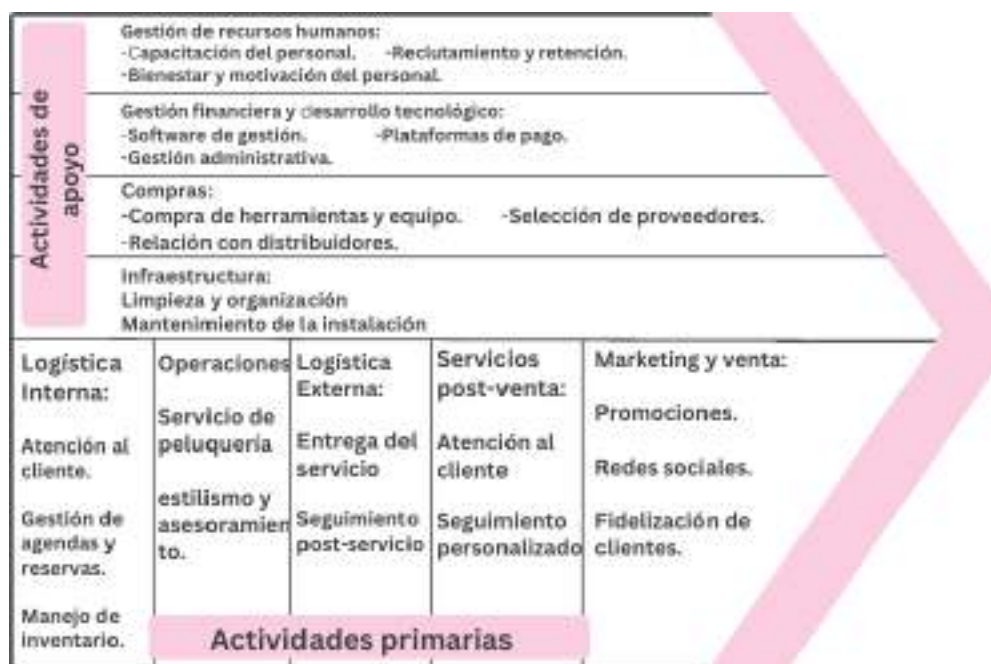 Actividades de
apoyo
Gestión de recursos humanos:
-Capacitación del personal. -Reclutamiento y retención.
-Bienestar y motivación del personal.
Gestión financiera y desarrollo tecnológico:
-Software de gestión. -Plataformas de pago.
-Gestión administrativa.
Compras:
-Compra de herramientas y equipo. -Selección de proveedores.
-Relación con distribuidores.
Infraestructura:
Limpieza y organización
Mantenimiento de la instalación
Logística
Interna:
Atención al
cliente.
Gestión de
agendas y
reservas.
Manejo de
inventario.
Operaciones
Servicio de
peluquería
estilismo y
asesoramien
to.
Logística
Externa:
Entrega del
servicio
Seguimiento
post-servicio
Servicios
post-venta:
Atención al
cliente
Seguimiento
personalizado
Marketing y venta:
Promociones.
Redes sociales.
Fidelización de
clientes.
Actividades primarias